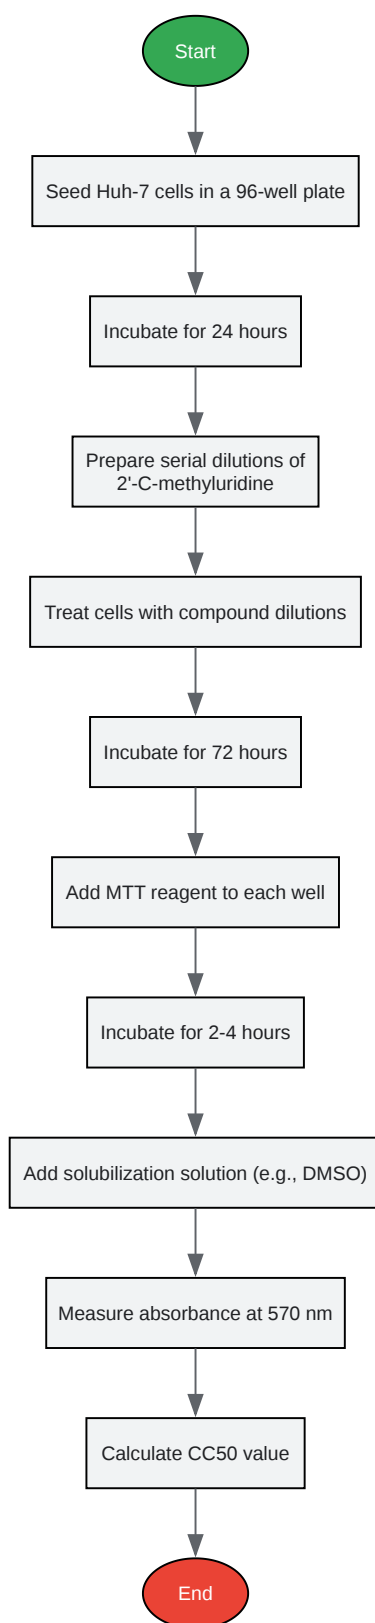 Start
Seed Huh-7 cells in a 96-well plate
Incubate for 24 hours
Prepare serial dilutions of
2'-C-methyluridine
Treat cells with compound dilutions
Incubate for 72 hours
Add MTT reagent to each well
Incubate for 2-4 hours
Add solubilization solution (e.g., DMSO)
Measure absorbance at 570 nm
Calculate CC50 value
End